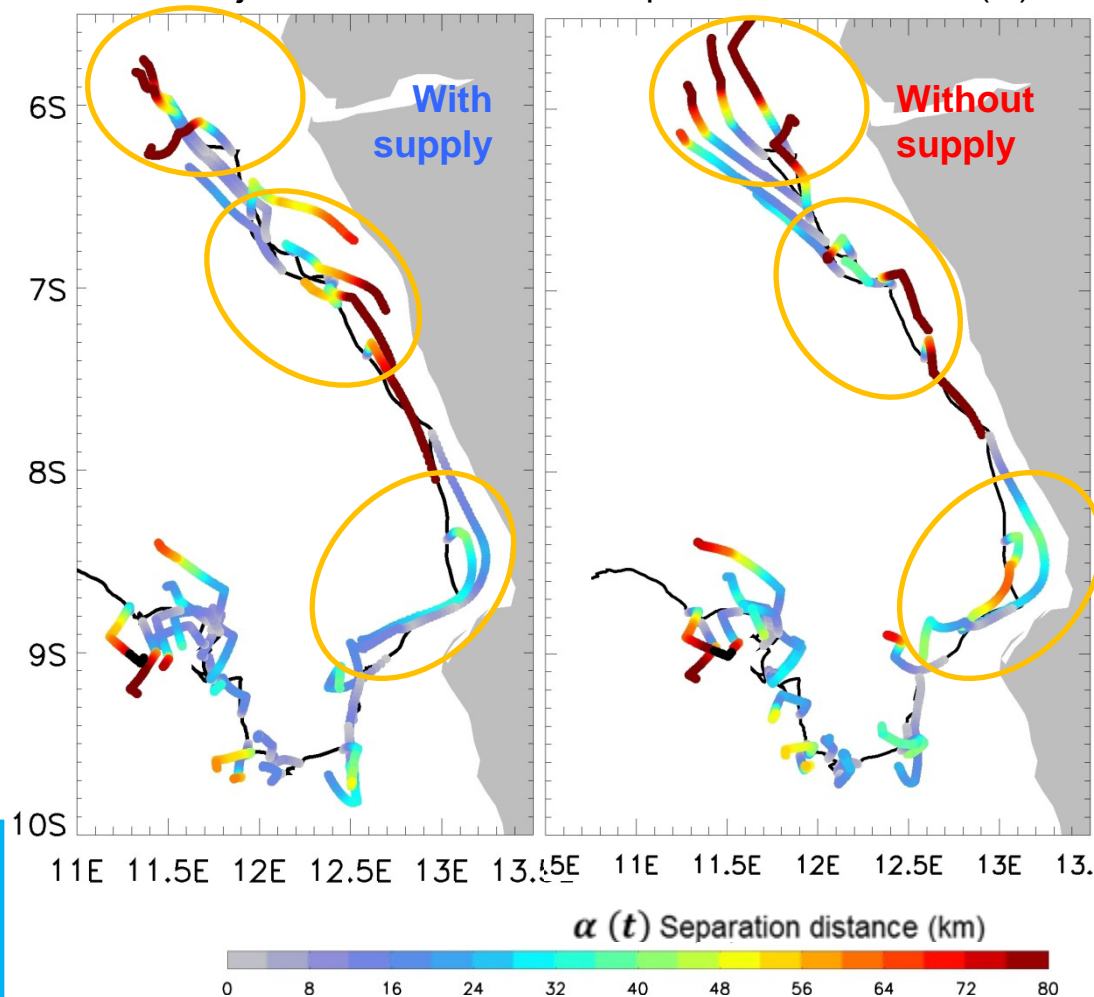 With
supply
Without
supply
6S
7S
8S
9S
10S
11E 11.5E 12E 12.5E 13E
11E 11.5E 12E 12.5E 13E
α (t) Separation distance (km)
0 8 16 24 32 40 48 56 64 72 80